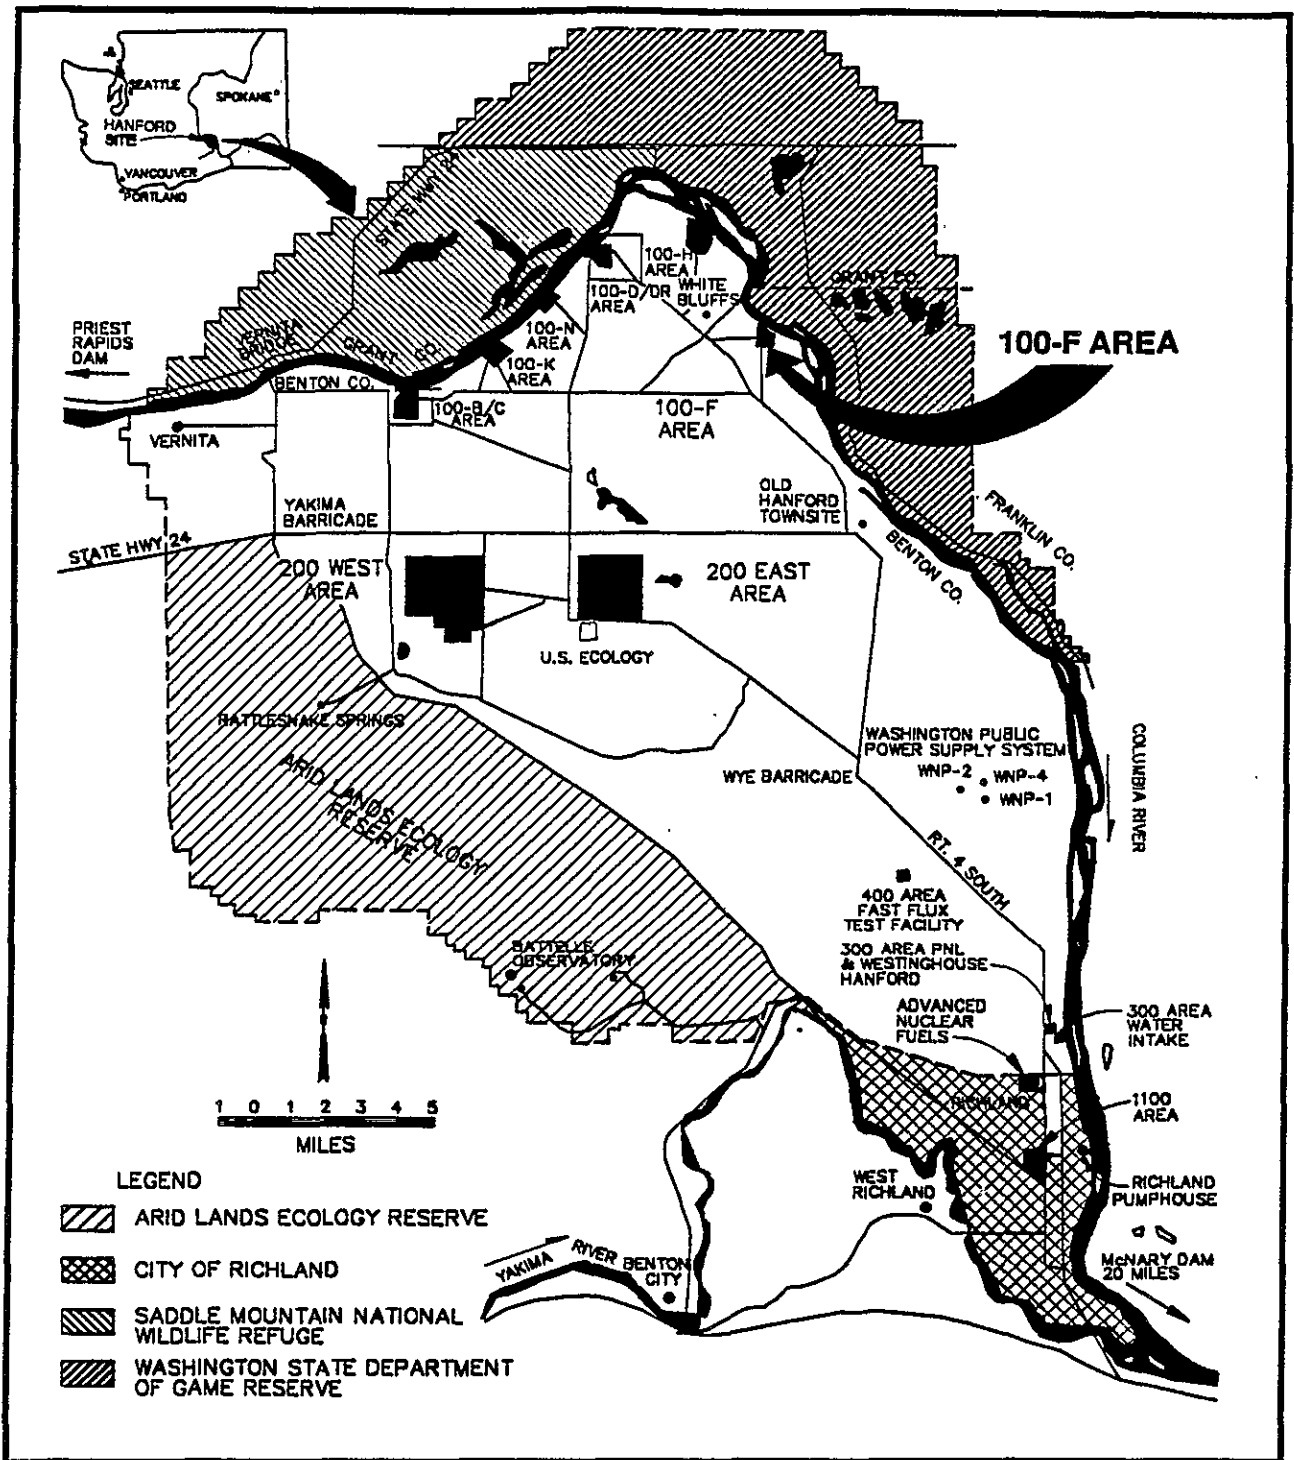 SEATTLE
SPOKANE
HANFORD
SITE
VANCOUVER
PORTLAND
STATE HWY 24
100-H
AREA
100-D/DR
AREA
WHITE
BLUFFS
GRANT CO.
PRIEST
RAPIDS
DAM
VERNITA
BRIDGE
GRANT CO.
BENTON CO.
100-N
AREA
100-K
AREA
100-B/C
AREA
100-F AREA
100-F
AREA
VERNITA
YAKIMA
BARRICADE
OLD
HANFORD
TOWNSITE
FRANKLIN CO.
BENTON CO.
STATE HWY 24
200 WEST
AREA
200 EAST
AREA
U.S. ECOLOGY
RATTLESNAKE SPRINGS
ARID LANDS ECOLOGY
RESERVE
WASHINGTON PUBLIC
POWER SUPPLY SYSTEM
WNP-2
WNP-4
WNP-1
WYE BARRICADE
COLUMBIA RIVER
RT. 4 SOUTH
400 AREA
FAST FLUX
TEST FACILITY
BATTELLE
OBSERVATORY
300 AREA PNL
& WESTINGHOUSE
HANFORD
ADVANCED
NUCLEAR
FUELS
300 AREA
WATER
INTAKE
RICHLAND
1100
AREA
1 0 1 2 3 4 5
MILES
WEST
RICHLAND
RICHLAND
PUMPHOUSE
McNARY DAM
20 MILES
YAKIMA
RIVER
BENTON
CITY
LEGEND
ARID LANDS ECOLOGY RESERVE
CITY OF RICHLAND
SADDLE MOUNTAIN NATIONAL
WILDLIFE REFUGE
WASHINGTON STATE DEPARTMENT
OF GAME RESERVE